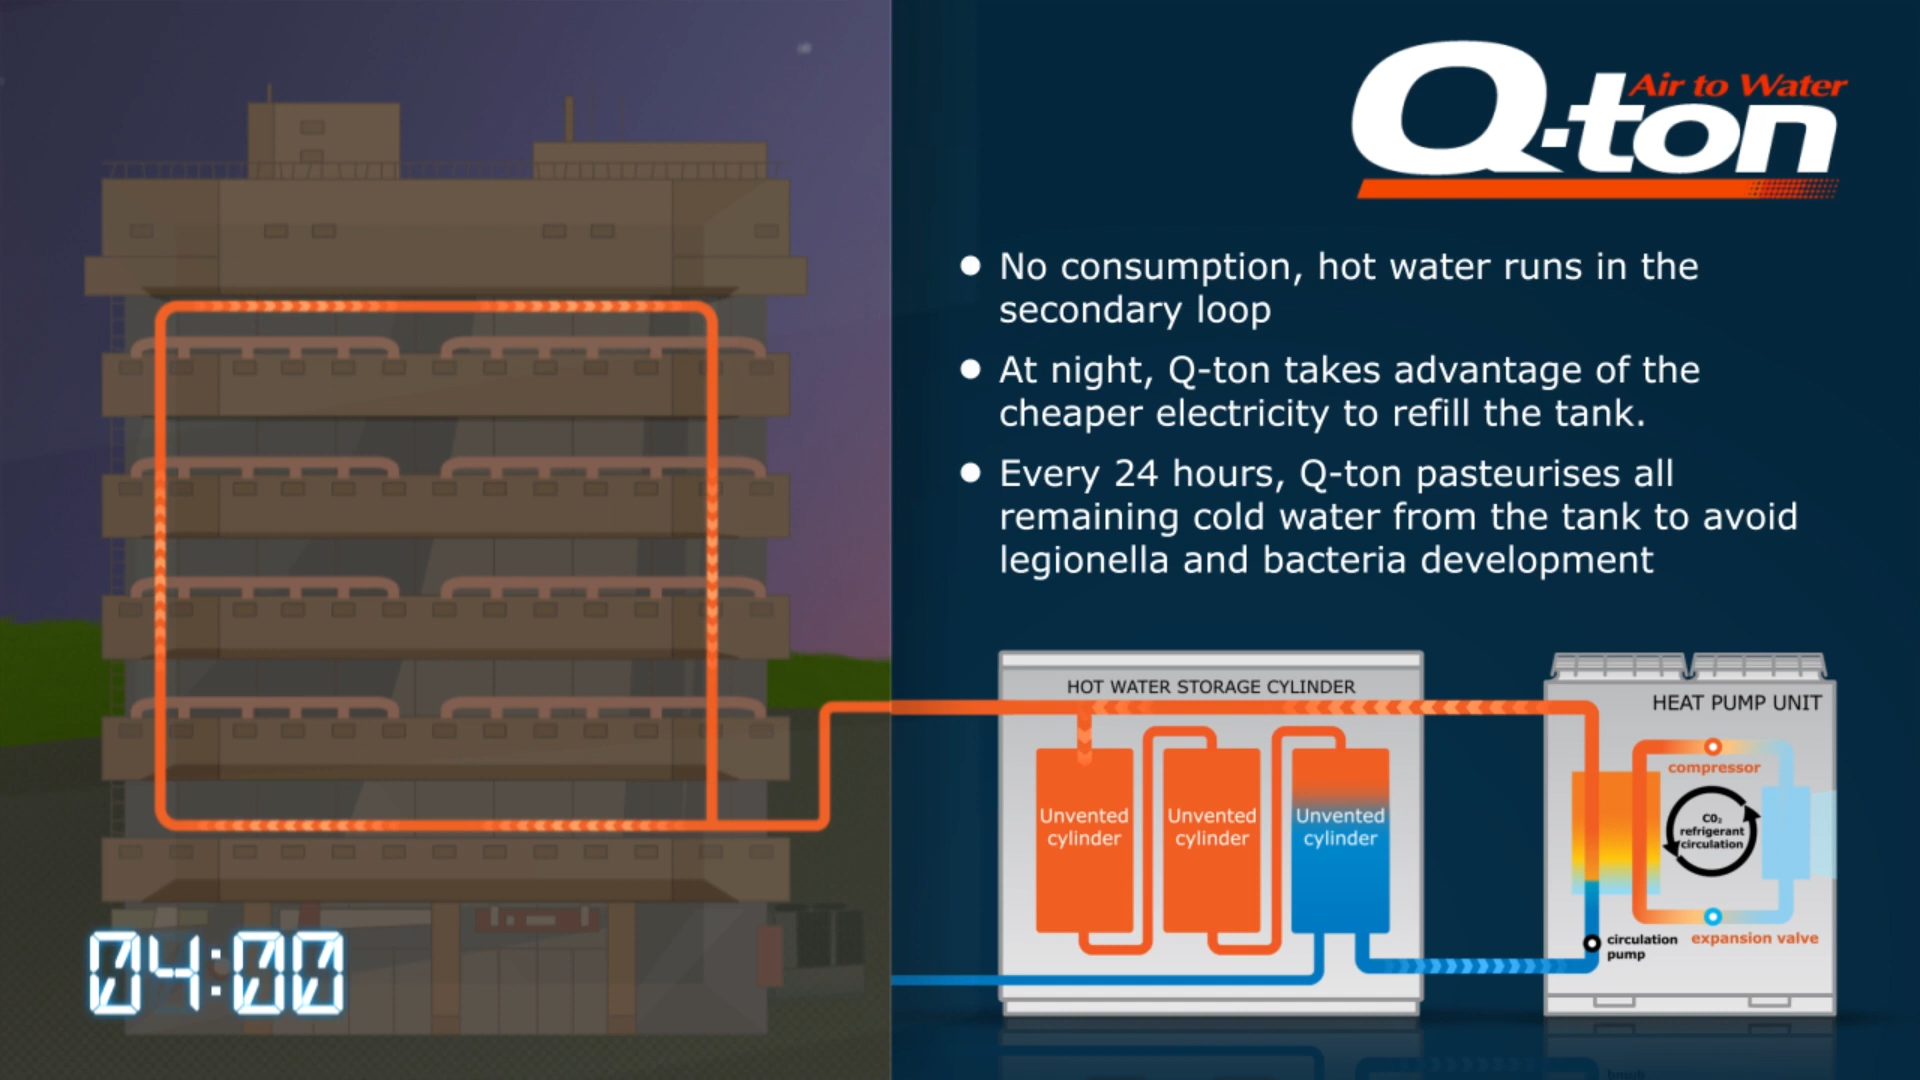 Air to Water
Q-ton
● No consumption, hot water runs in the
secondary loop
● At night, Q-ton takes advantage of the
cheaper electricity to refill the tank.
● Every 24 hours, Q-ton pasteurises all
remaining cold water from the tank to avoid
legionella and bacteria development
HOT WATER STORAGE CYLINDER
Unvented
cylinder
Unvented
cylinder
Unvented
cylinder
HEAT PUMP UNIT
compressor
CO₂
refrigerant
circulation
circulation
pump
expansion valve
04:00